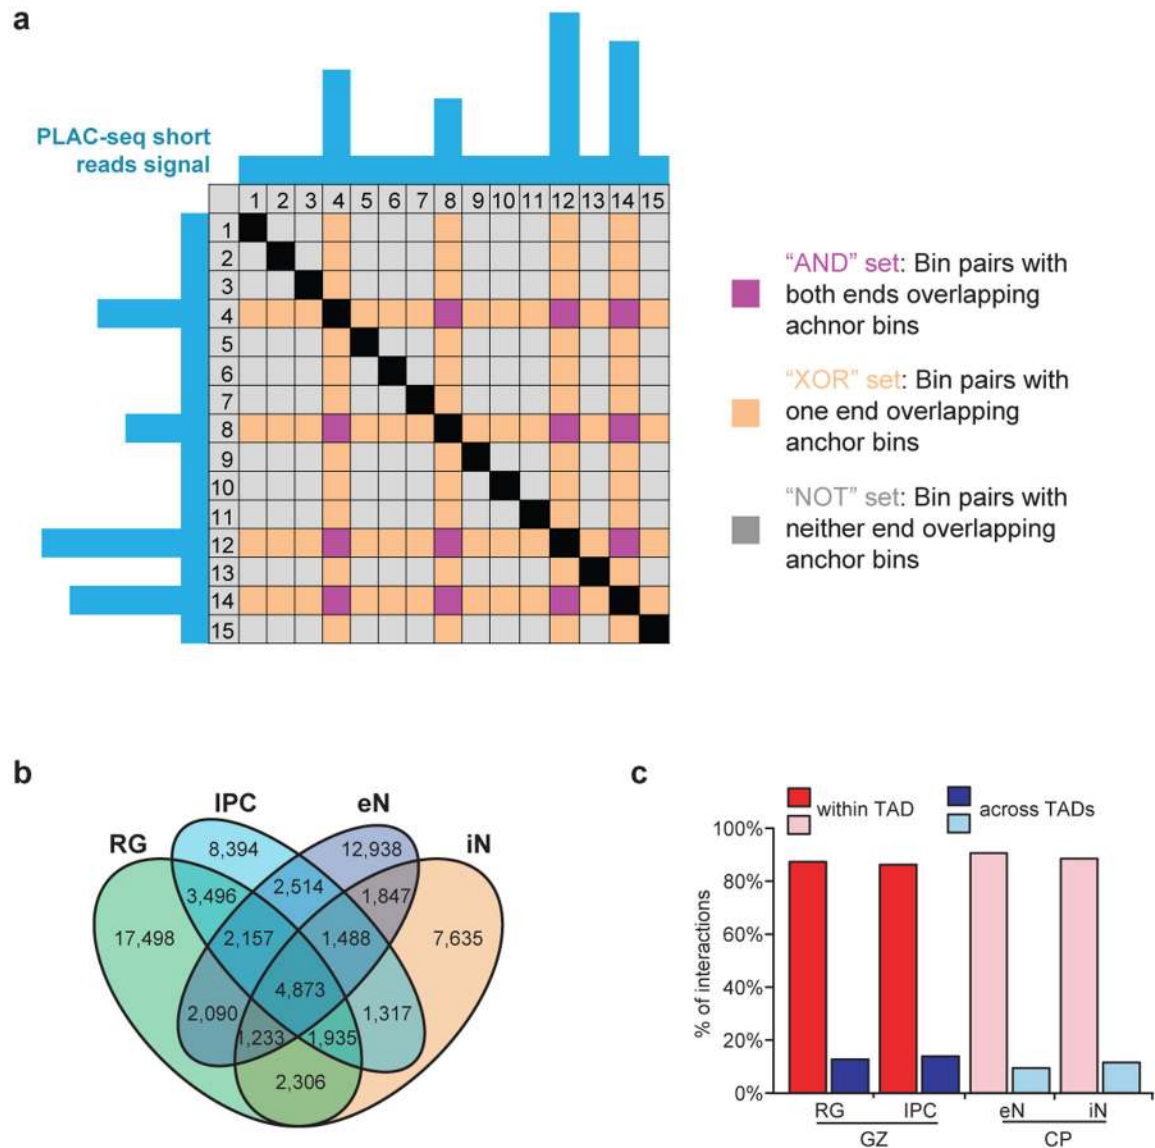 a
PLAC-seq short
reads signal
1 2 3 4 5 6 7 8 9 10 11 12 13 14 15
1
2
3
4
5
6
7
8
9
10
11
12
13
14
15
"AND" set: Bin pairs with
both ends overlapping
achnor bins
"XOR" set: Bin pairs with
one end overlapping
anchor bins
"NOT" set: Bin pairs with
neither end overlapping
anchor bins
b
RG
IPC
eN
iN
8,394
12,938
3,496
2,514
1,847
17,498
2,157
1,488
7,635
4,873
2,090
1,317
1,233
1,935
2,306
c
within TAD
across TADs
% of interactions
100%
80%
60%
40%
20%
0%
RG IPC eN iN
GZ CP